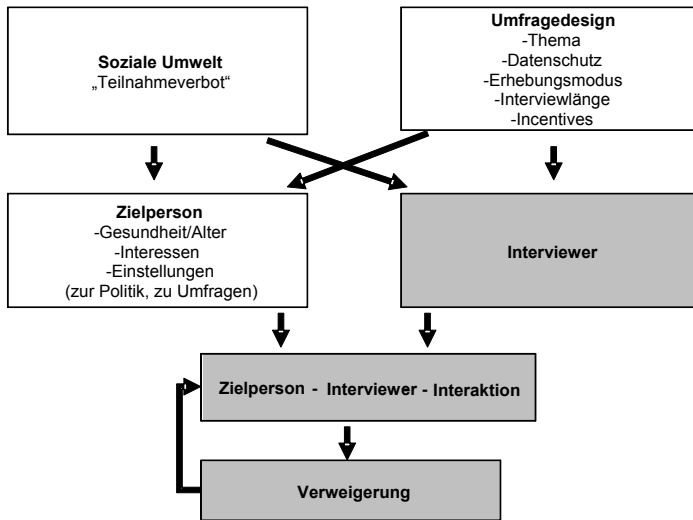 Soziale Umwelt
„Teilnahmeverbot“
Umfragedesign
-Thema
-Datenschutz
-Erhebungsmodus
-Interviewlänge
-Incentives
Zielperson
-Gesundheit/Alter
-Interessen
-Einstellungen
(zur Politik, zu Umfragen)
Interviewer
Zielperson - Interviewer - Interaktion
Verweigerung